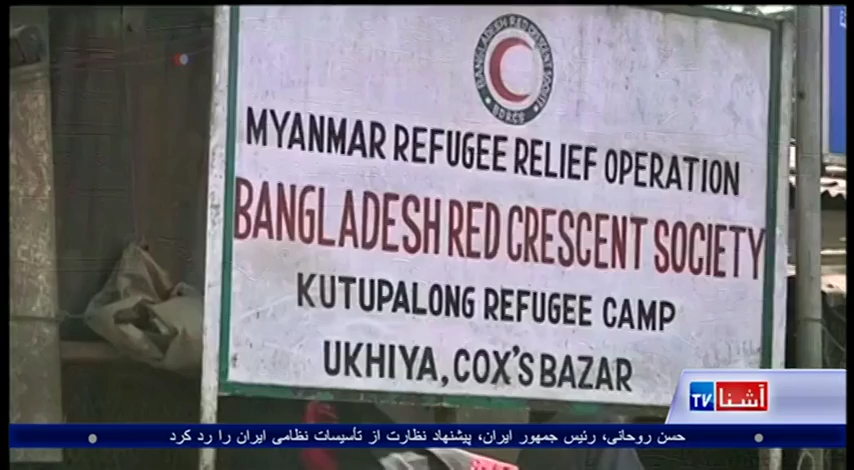 BANGLADESH RED CRESCENT SOCIETY
BDRCS
MYANMAR REFUGEE RELIEF OPERATION
BANGLADESH RED CRESCENT SOCIETY
KUTUPALONG REFUGEE CAMP
UKHIYA, COX'S BAZAR
TV آشنا
حسن روحانی، رئیس جمهور ایران، پیشنهاد نظارت از تأسیسات نظامی ایران را رد کرد